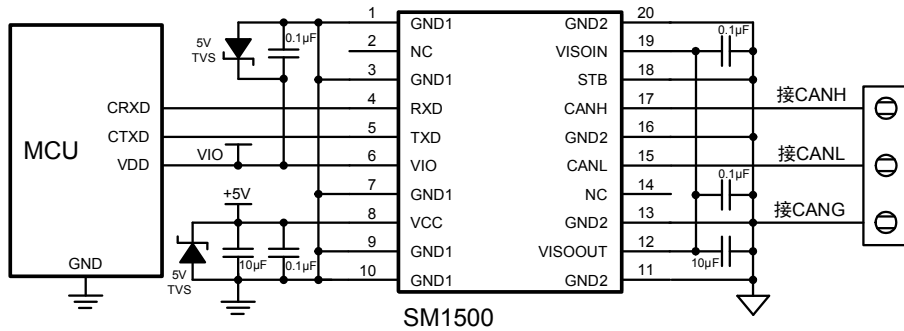 MCU
CRXD
CTXD
VDD
GND
VIO
+5V
5V
TVS
0.1μF
5V
TVS
10μF
0.1μF
1 GND1
2 NC
3 GND1
4 RXD
5 TXD
6 VIO
7 GND1
8 VCC
9 GND1
10 GND1
GND2 20
VISOIN 19
STB 18
CANH 17
GND2 16
CANL 15
NC 14
GND2 13
VISOOUT 12
GND2 11
0.1μF
0.1μF
10μF
接CANH
接CANL
接CANG
SM1500